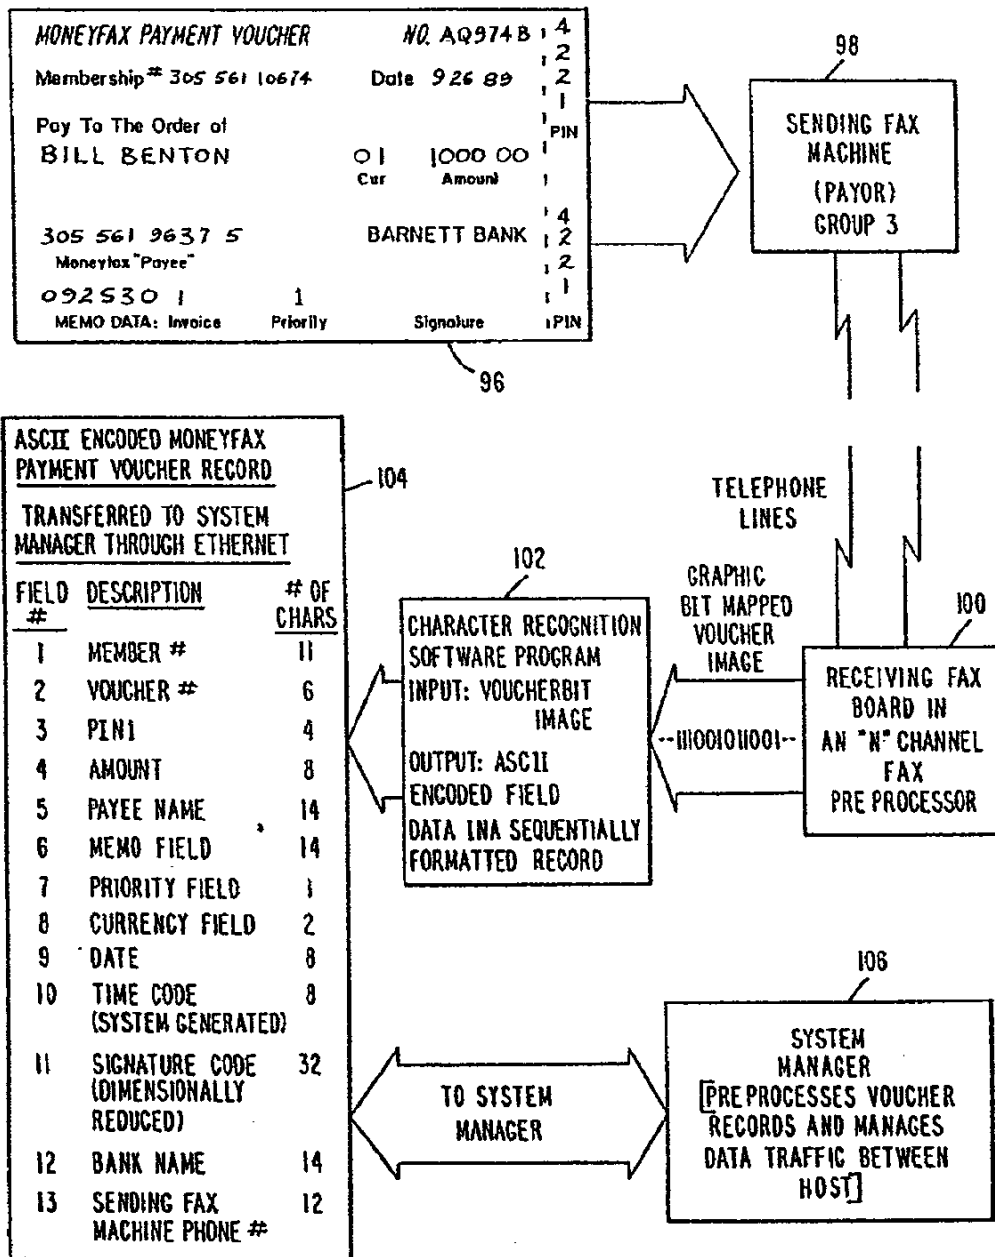 MONEYFAX PAYMENT VOUCHER NO. AQ974B
Membership# 305 561 10674 Date 9 26 89
4
2
2
1
PIN
Pay To The Order of
BILL BENTON 01 1000 00
Cur Amount
305 561 9637 5 BARNETT BANK
Moneyfax "Payee"
4
2
2
1
PIN
092530 1 1
MEMO DATA: Invoice Priority Signature
96
98
SENDING FAX
MACHINE
(PAYOR)
GROUP 3
TELEPHONE
LINES
100
RECEIVING FAX
BOARD IN
AN "N" CHANNEL
FAX
PRE PROCESSOR
GRAPHIC
BIT MAPPED
VOUCHER
IMAGE
--111001011001--
102
CHARACTER RECOGNITION
SOFTWARE PROGRAM
INPUT: VOUCHERBIT
IMAGE
OUTPUT: ASCII
ENCODED FIELD
DATA INA SEQUENTIALLY
FORMATTED RECORD
104
ASCII ENCODED MONEYFAX
PAYMENT VOUCHER RECORD
TRANSFERRED TO SYSTEM
MANAGER THROUGH ETHERNET
FIELD DESCRIPTION # OF
# CHARS
1 MEMBER # 11
2 VOUCHER # 6
3 PIN1 4
4 AMOUNT 8
5 PAYEE NAME 14
6 MEMO FIELD 14
7 PRIORITY FIELD 1
8 CURRENCY FIELD 2
9 DATE 8
10 TIME CODE 8
(SYSTEM GENERATED)
11 SIGNATURE CODE 32
(DIMENSIONALLY
REDUCED)
12 BANK NAME 14
13 SENDING FAX 12
MACHINE PHONE #
TO SYSTEM
MANAGER
106
SYSTEM
MANAGER
[PREPROCESSES VOUCHER
RECORDS AND MANAGES
DATA TRAFFIC BETWEEN
HOST]